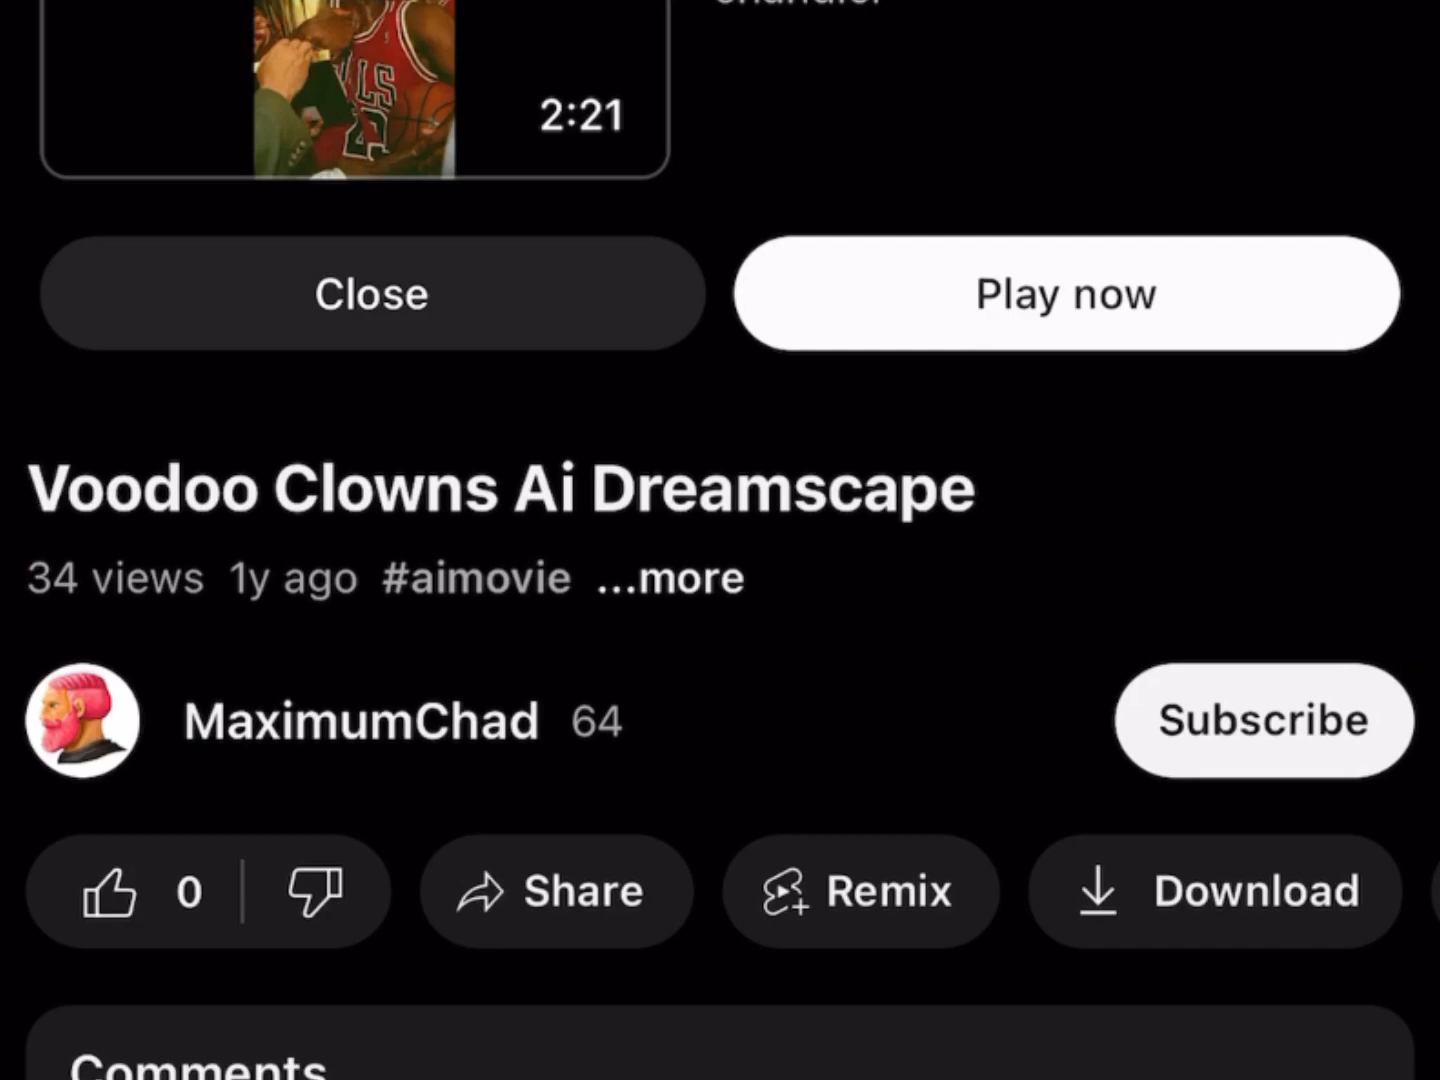 2:21
Close
Play now
Voodoo Clowns Ai Dreamscape
34 views 1y ago #aimovie ...more
MaximumChad 64
Subscribe
0
Share
Remix
Download
Comments